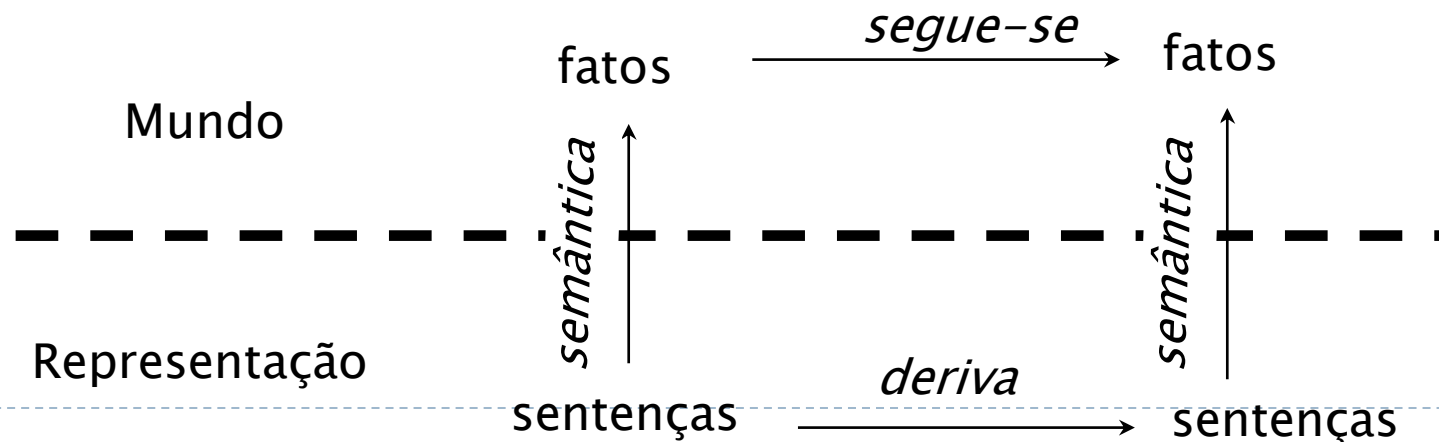 segue-se
fatos
fatos
Mundo
semântica
semântica
Representação
deriva
sentenças
sentenças